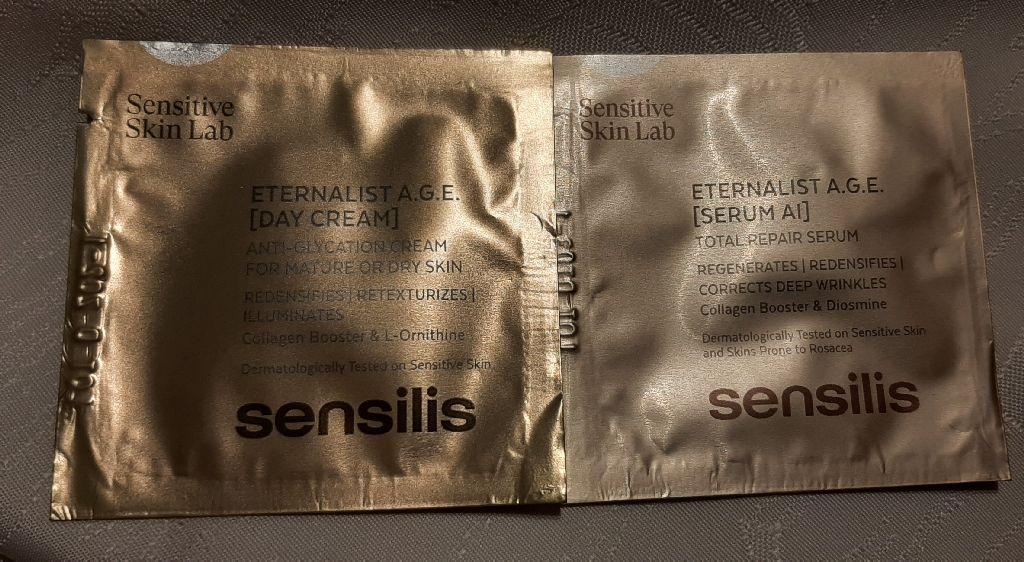 Sensitive
Skin Lab
ETERNALIST A.G.E.
[DAY CREAM]
ANTI-GLYCATION CREAM
FOR MATURE OR DRY SKIN
REDENSIFIES | RETEXTURIZES |
ILLUMINATES
Collagen Booster & L-Ornithine
Dermatologically Tested on Sensitive Skin
sensilis
Sensitive
Skin Lab
ETERNALIST A.G.E.
[SERUM AI]
TOTAL REPAIR SERUM
REGENERATES | REDENSIFIES |
CORRECTS DEEP WRINKLES
Collagen Booster & Diosmine
Dermatologically Tested on Sensitive Skin
and Skins Prone to Rosacea
sensilis